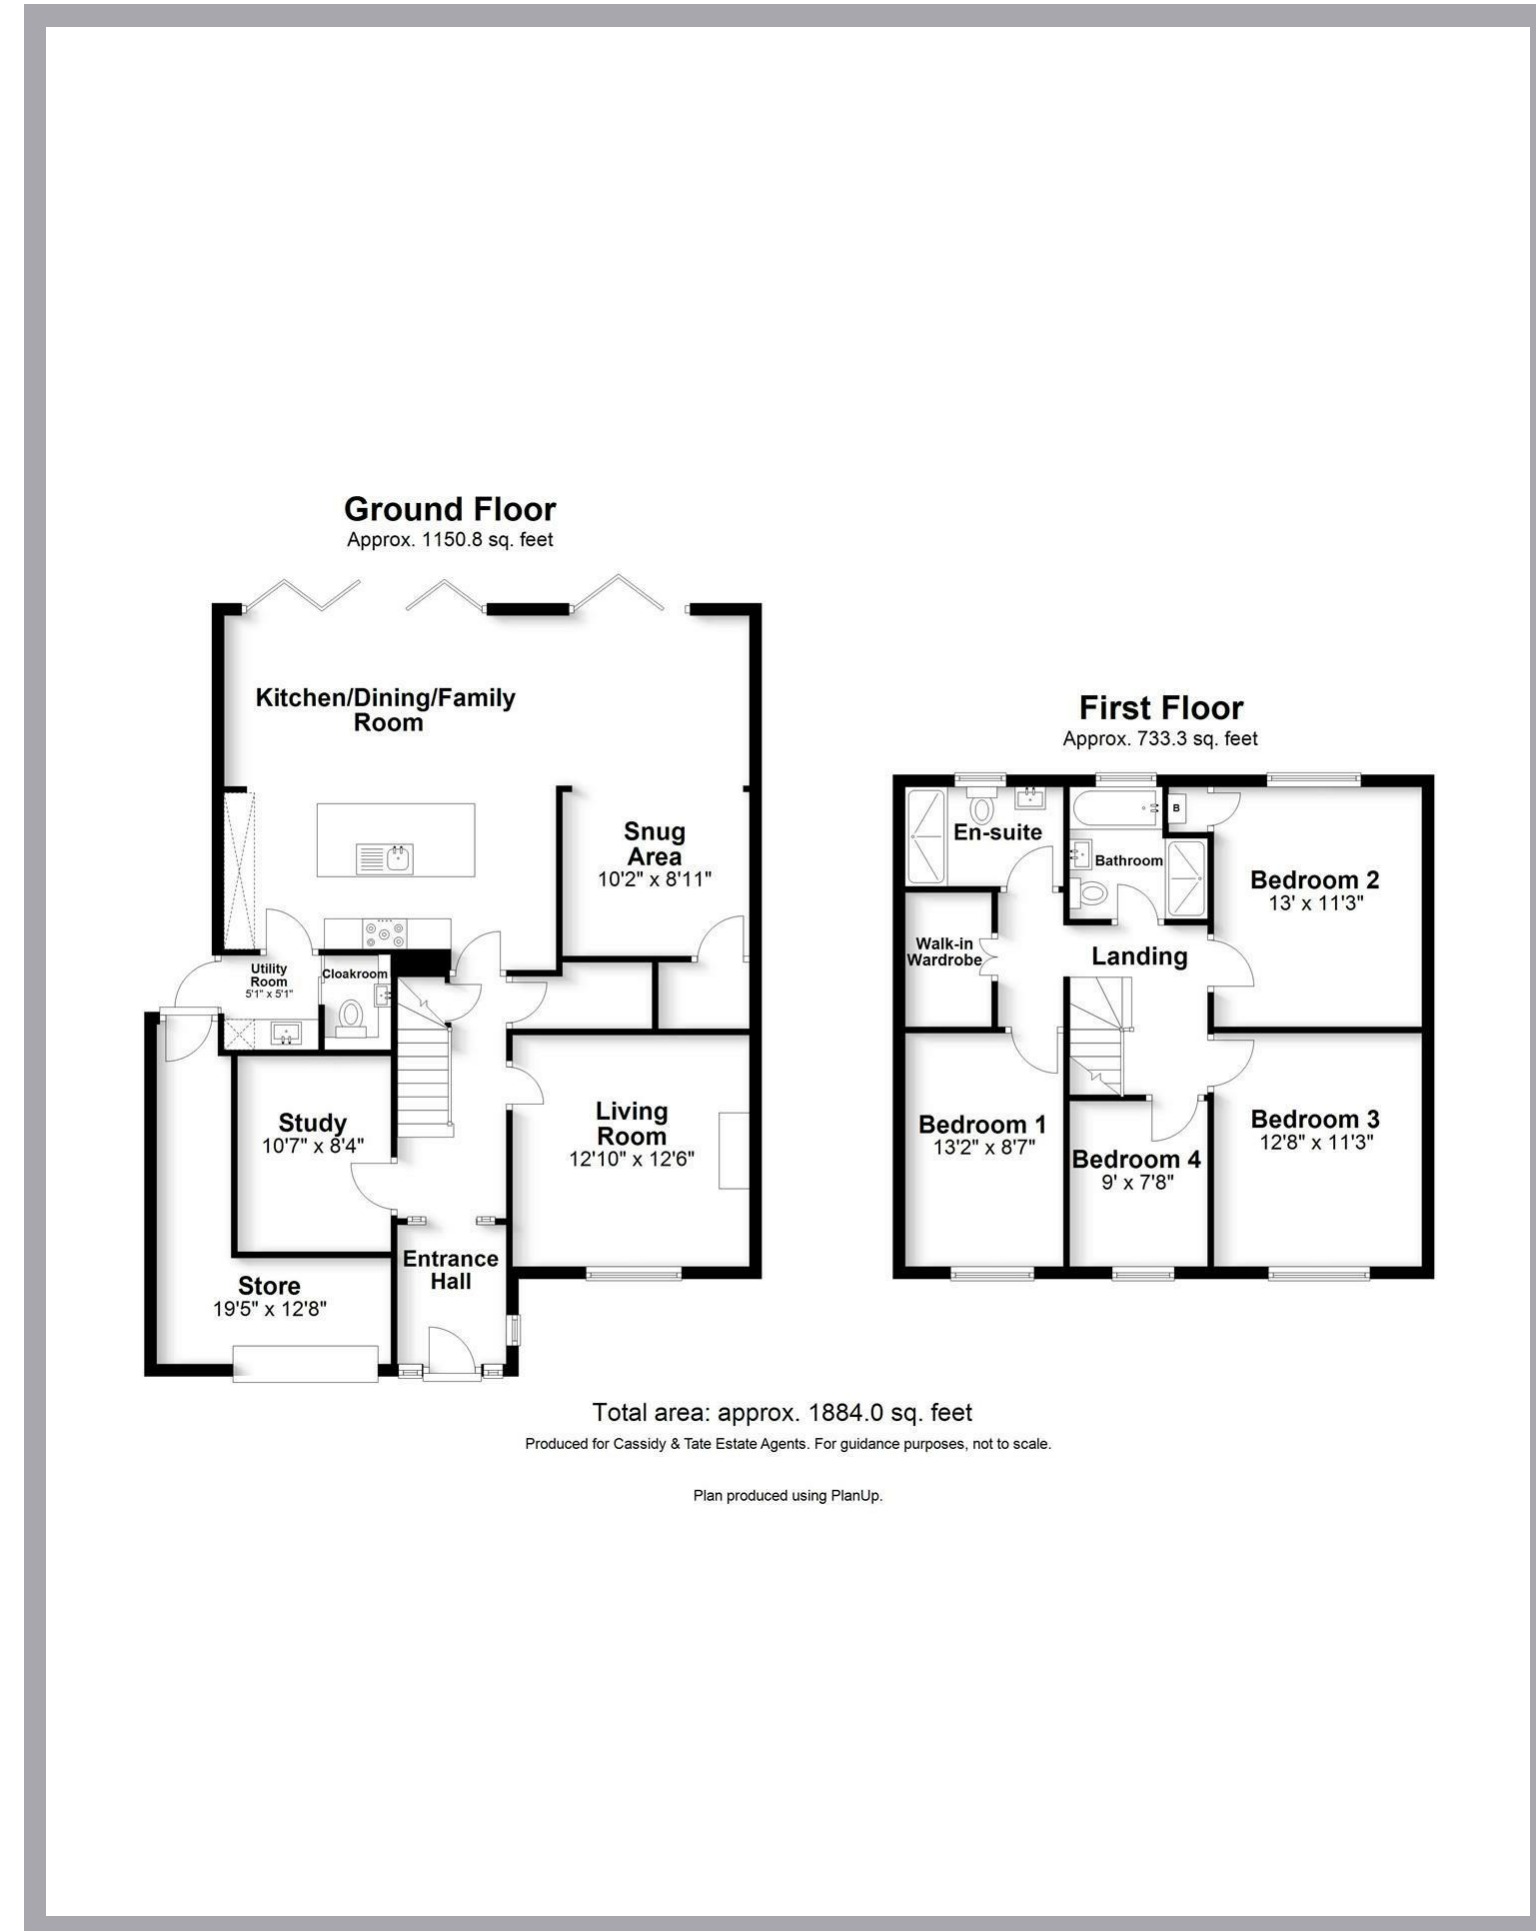 Ground Floor
Approx. 1150.8 sq. feet
Kitchen/Dining/Family
Room
Snug
Area
10'2" x 8'11"
Utility
Room
5'1" x 5'1"
Cloakroom
Study
10'7" x 8'4"
Living
Room
12'10" x 12'6"
Entrance
Hall
Store
19'5" x 12'8"
First Floor
Approx. 733.3 sq. feet
En-suite
B
Bathroom
Bedroom 2
13' x 11'3"
Walk-in
Wardrobe
Landing
Bedroom 1
13'2" x 8'7"
Bedroom 4
9' x 7'8"
Bedroom 3
12'8" x 11'3"
Total area: approx. 1884.0 sq. feet
Produced for Cassidy & Tate Estate Agents. For guidance purposes, not to scale.
Plan produced using PlanUp.